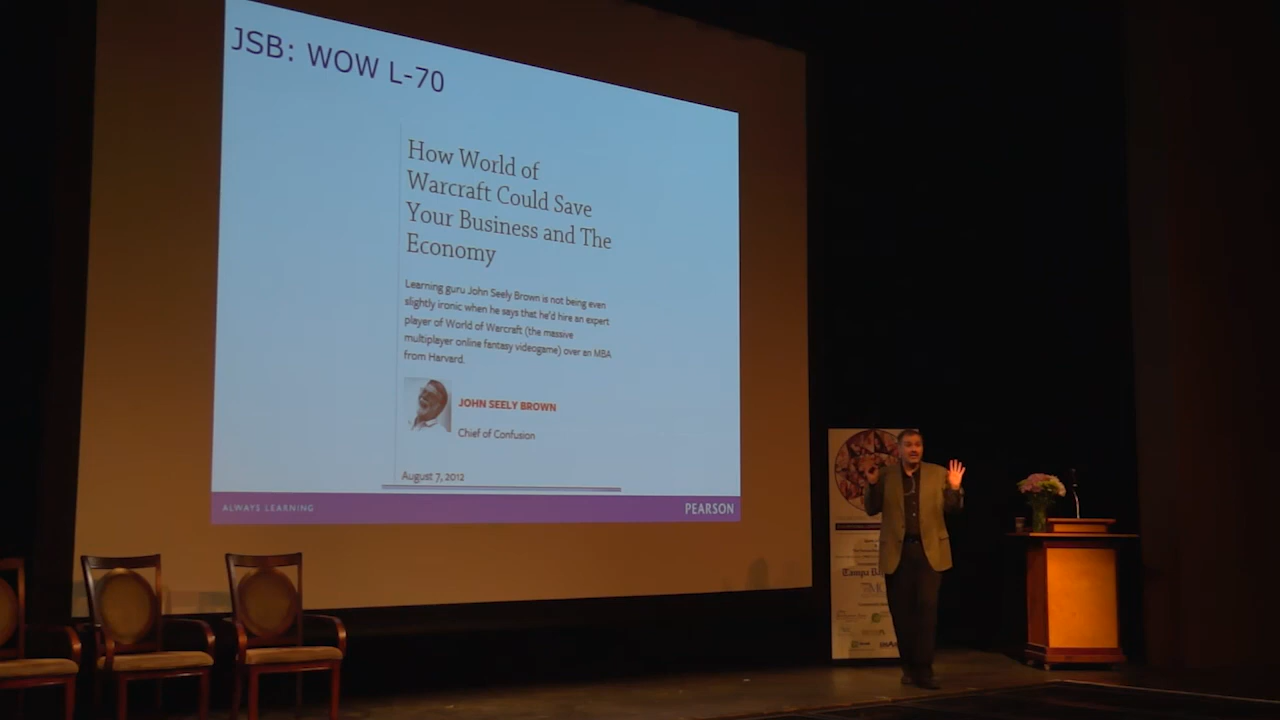 JSB: WOW L-70
How World of
Warcraft Could Save
Your Business and The
Economy
Learning guru John Seely Brown is not being even
slightly ironic when he says that he'd hire an expert
player of World of Warcraft (the massive
multiplayer online fantasy videogame) over an MBA
from Harvard.
JOHN SEELY BROWN
Chief of Confusion
August 7, 2012
ALWAYS LEARNING
PEARSON
Tampa